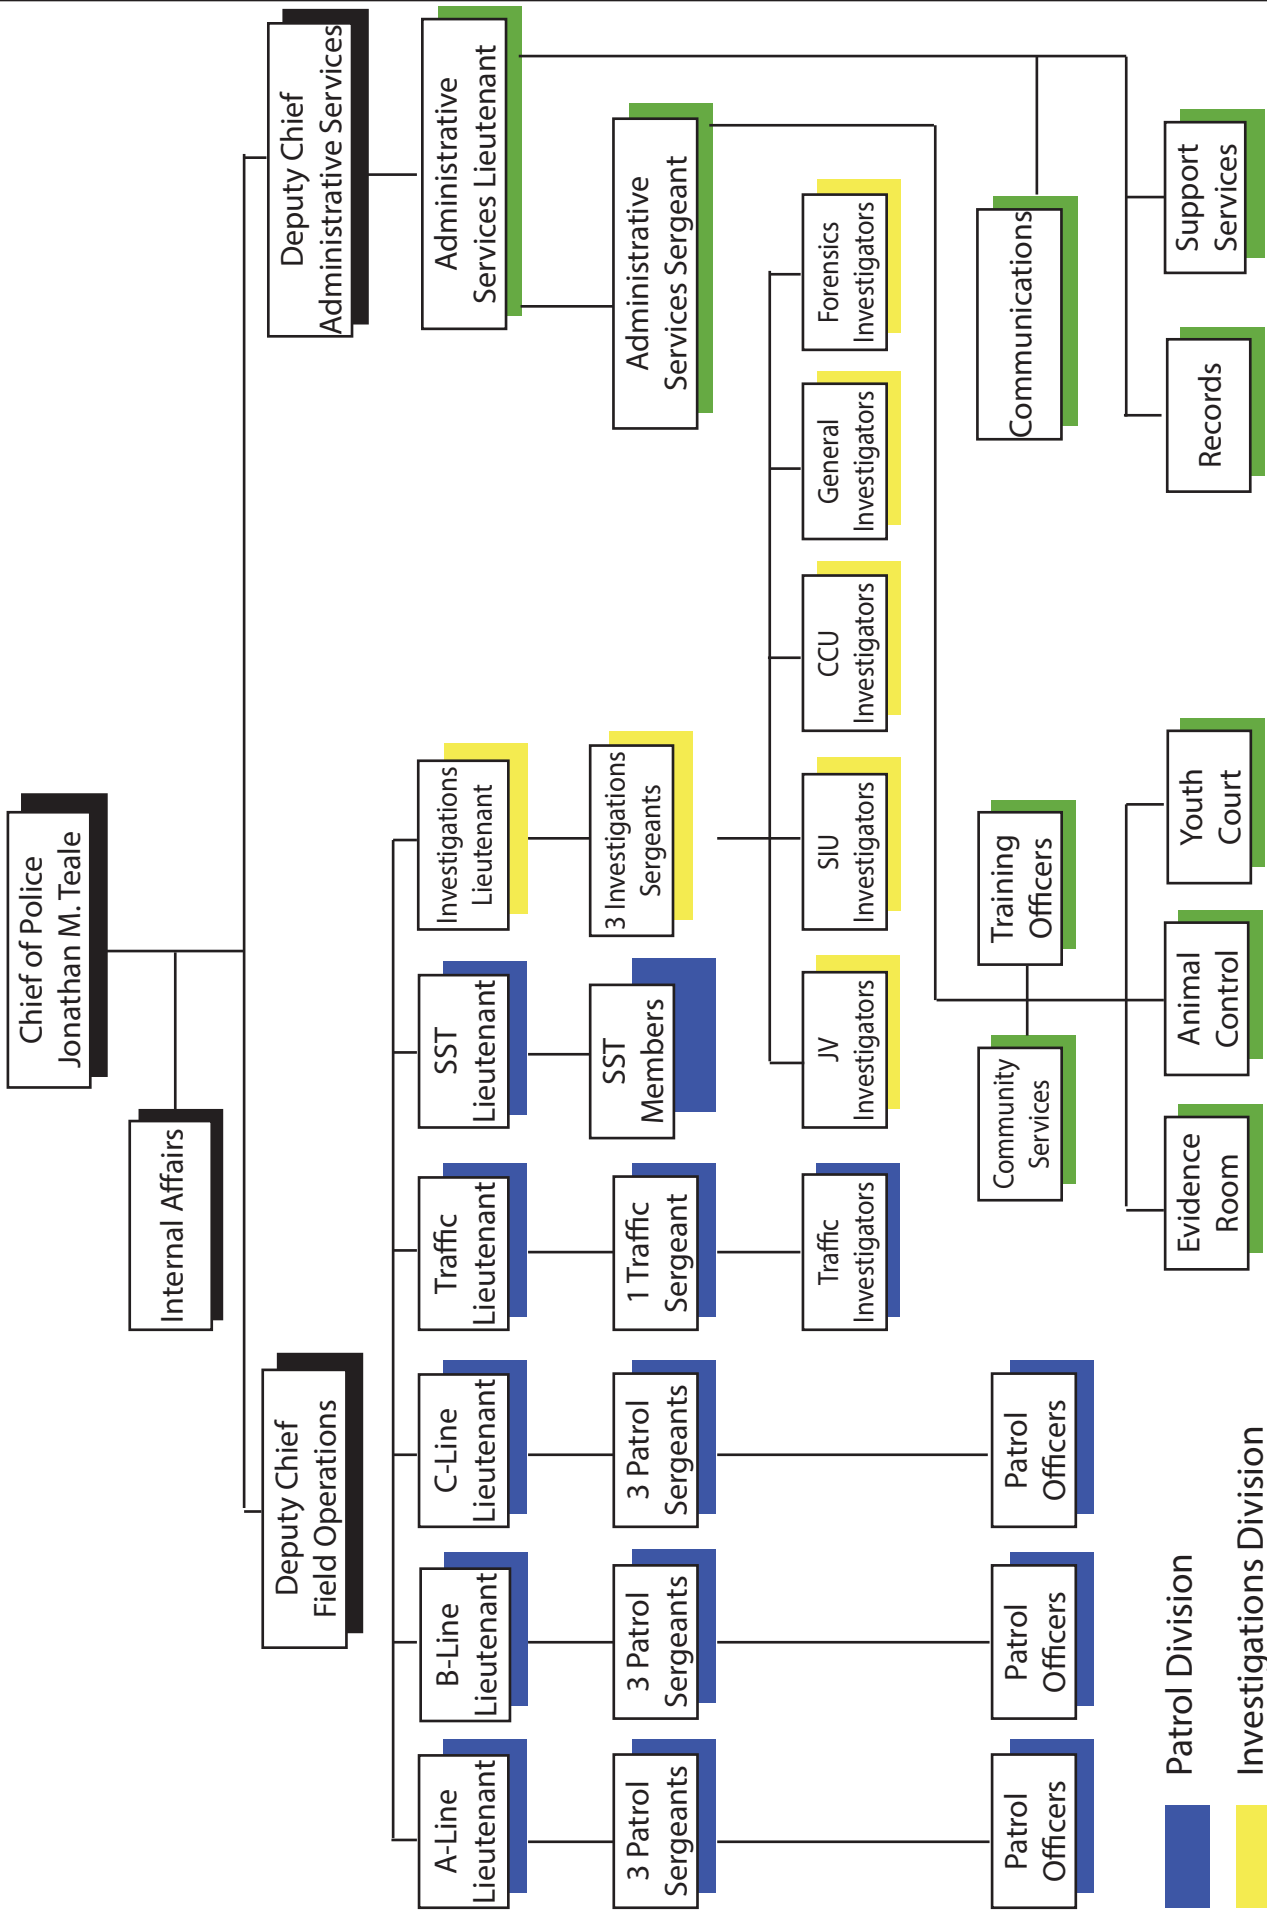 Chief of Police
Jonathan M. Teale
Internal Affairs
Deputy Chief
Field Operations
Deputy Chief
Administrative Services
A-Line
Lieutenant
B-Line
Lieutenant
C-Line
Lieutenant
Traffic
Lieutenant
SST
Lieutenant
Investigations
Lieutenant
Administrative
Services Lieutenant
3 Patrol
Sergeants
3 Patrol
Sergeants
3 Patrol
Sergeants
1 Traffic
Sergeant
SST
Members
3 Investigations
Sergeants
Administrative
Services Sergeant
Traffic
Investigators
JV
Investigators
SIU
Investigators
CCU
Investigators
General
Investigators
Forensics
Investigators
Patrol
Officers
Patrol
Officers
Patrol
Officers
Community
Services
Training
Officers
Communications
Evidence
Room
Animal
Control
Youth
Court
Records
Support
Services
Patrol Division
Investigations Division